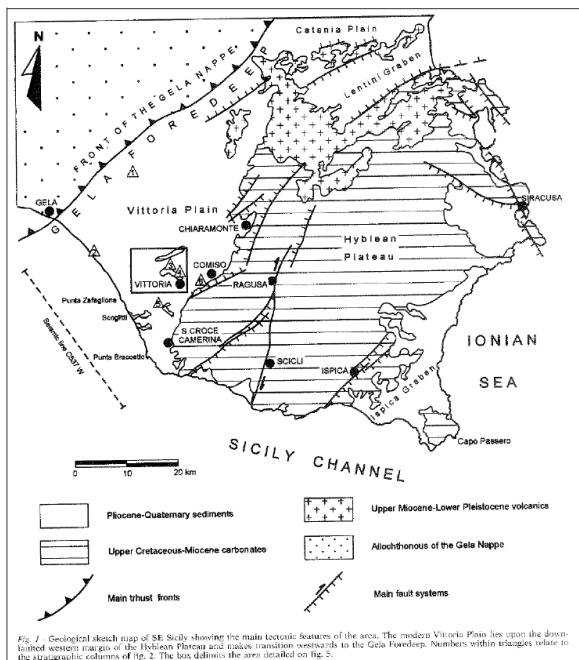 N
Catania Plain
Lentini Graben
FRONT OF THE GELA NAPPE
GELA FOREDEEP
GELA
Vittoria Plain
CHIARAMONTE
SIRACUSA
Hyblean
Plateau
COMISO
VITTORIA
RAGUSA
Punta Zafaglione
Scoglitti
Seismic line C537 W
S.CROCE
CAMERINA
Punta Braccetto
SCICLI
ISPICA
Ispica Graben
IONIAN
SEA
Capo Passero
SICILY CHANNEL
0 10 20 km
Pliocene-Quaternary sediments
Upper Miocene-Lower Pleistocene volcanics
Upper Cretaceous-Miocene carbonates
Allochthonous of the Gela Nappe
Main trhust fronts
Main fault systems
Fig. 1 - Geological sketch map of SE Sicily showing the main tectonic features of the area. The modern Vittoria Plain lies upon the down-
faulted western margin of the Hyblean Plateau and makes transition westwards to the Gela Foredeep. Numbers within triangles relate to
the stratigraphic columns of fig. 2. The box delimits the area detailed on fig. 5.